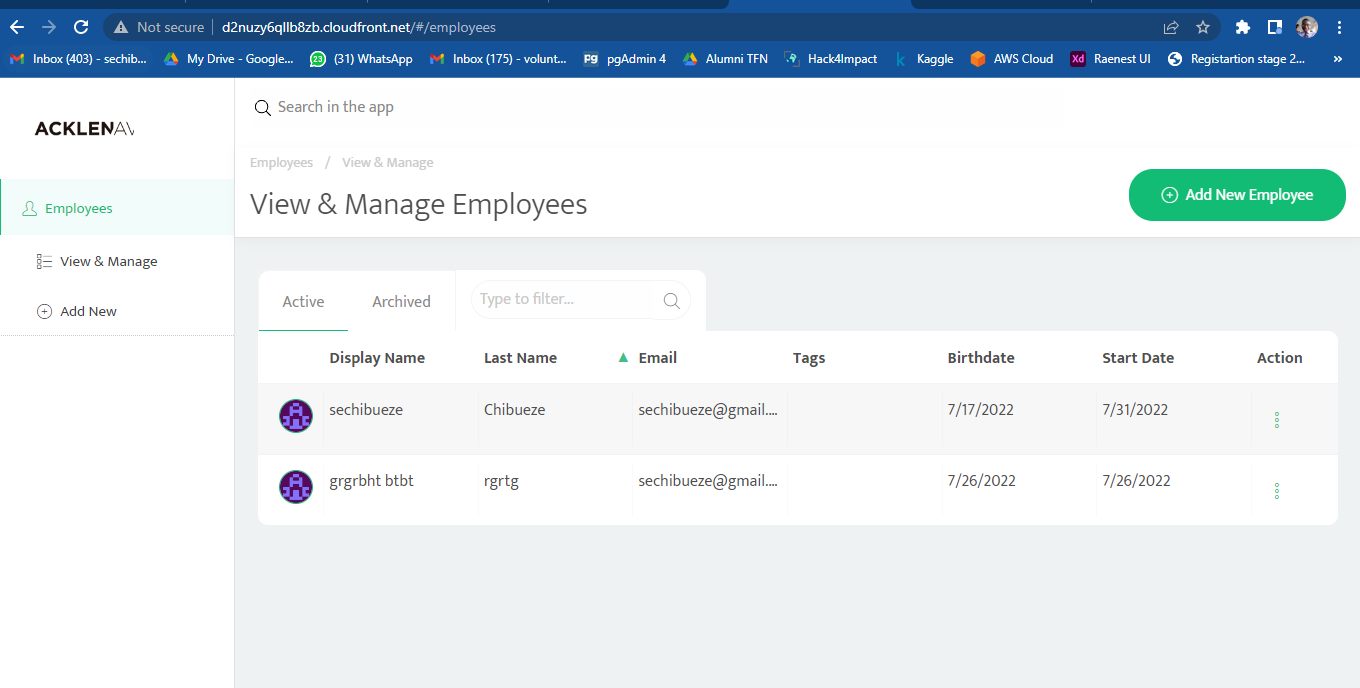 Not secure | d2nuzy6qllb8zb.cloudfront.net/#/employees
Inbox (403) - sechib... My Drive - Google... 23 (31) WhatsApp Inbox (175) - volunt... pg pgAdmin 4 Alumni TFN Hack4Impact k Kaggle AWS Cloud Xd Raenest UI Registartion stage 2... »
Search in the app
ACKLENAV
Employees / View & Manage
View & Manage Employees
Add New Employee
Employees
View & Manage
Add New
Active Archived Type to filter...
Display Name Last Name Email Tags Birthdate Start Date Action
sechibueze Chibueze sechibueze@gmail.... 7/17/2022 7/31/2022
grgrbht btbt rgrtg sechibueze@gmail.... 7/26/2022 7/26/2022